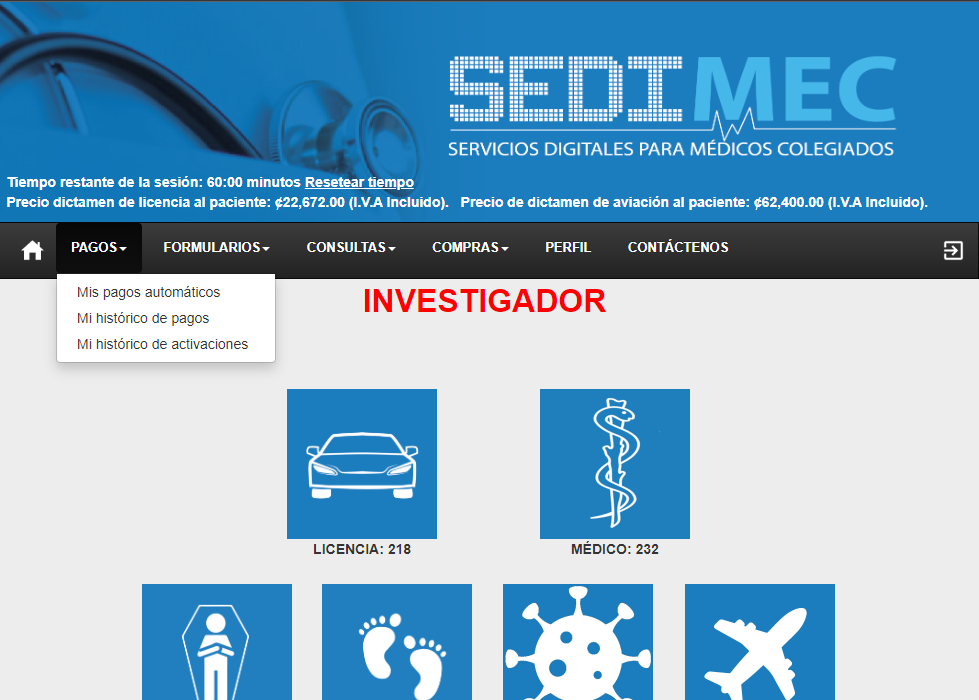 SEDIMEC
SERVICIOS DIGITALES PARA MÉDICOS COLEGIADOS
Tiempo restante de la sesión: 60:00 minutos Resetear tiempo
Precio dictamen de licencia al paciente: ¢22,672.00 (I.V.A Incluido). Precio de dictamen de aviación al paciente: ¢62,400.00 (I.V.A Incluido).
PAGOS FORMULARIOS CONSULTAS COMPRAS PERFIL CONTÁCTENOS
Mis pagos automáticos
Mi histórico de pagos
Mi histórico de activaciones
INVESTIGADOR
LICENCIA: 218 MÉDICO: 232